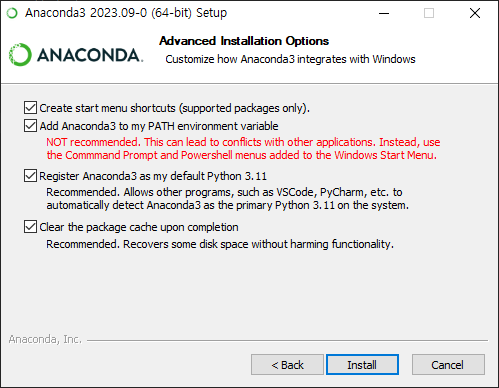 Anaconda3 2023.09-0 (64-bit) Setup
Advanced Installation Options
ANACONDA.
Customize how Anaconda3 integrates with Windows
Create start menu shortcuts (supported packages only).
Add Anaconda3 to my PATH environment variable
NOT recommended. This can lead to conflicts with other applications. Instead, use
the Commmand Prompt and Powershell menus added to the Windows Start Menu.
Register Anaconda3 as my default Python 3.11
Recommended. Allows other programs, such as VSCode, PyCharm, etc. to
automatically detect Anaconda3 as the primary Python 3.11 on the system.
Clear the package cache upon completion
Recommended. Recovers some disk space without harming functionality.
Anaconda, Inc.
< Back
Install
Cancel